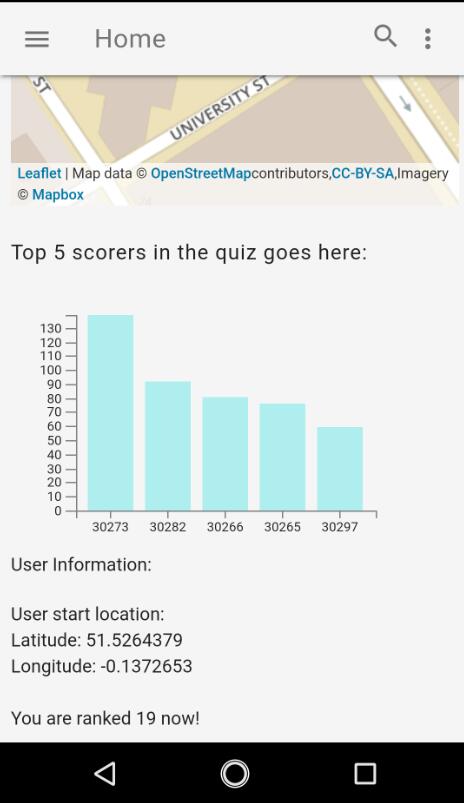 Home
ST
UNIVERSITY ST
Leaflet | Map data © OpenStreetMapcontributors,CC-BY-SA,Imagery
© Mapbox
Top 5 scorers in the quiz goes here:
130
120
110
100
90
80
70
60
50
40
30
20
10
0
30273 30282 30266 30265 30297
User Information:
User start location:
Latitude: 51.5264379
Longitude: -0.1372653
You are ranked 19 now!